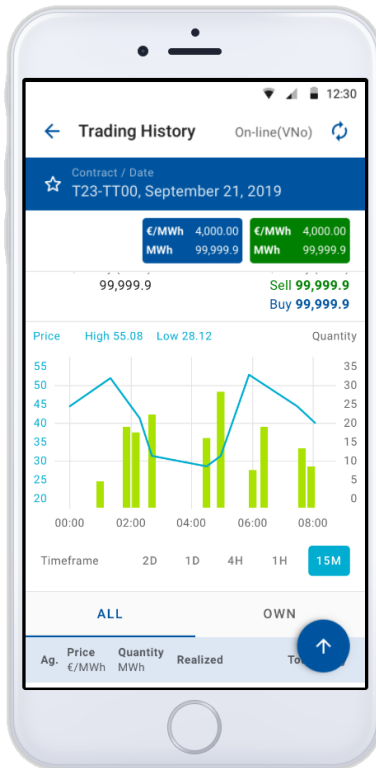 12:30
Trading History On-line(VNo)
Contract / Date
T23-TT00, September 21, 2019
€/MWh 4,000.00 €/MWh 4,000.00
MWh 99,999.9 MWh 99,999.9
99,999.9 Sell 99,999.9
Buy 99,999.9
Price High 55.08 Low 28.12 Quantity
55 35
50 30
45 25
40 20
35 15
30 10
25 5
20 0
00:00 02:00 04:00 06:00 08:00
Timeframe 2D 1D 4H 1H 15M
ALL OWN
Ag. Price Quantity Realized
€/MWh MWh